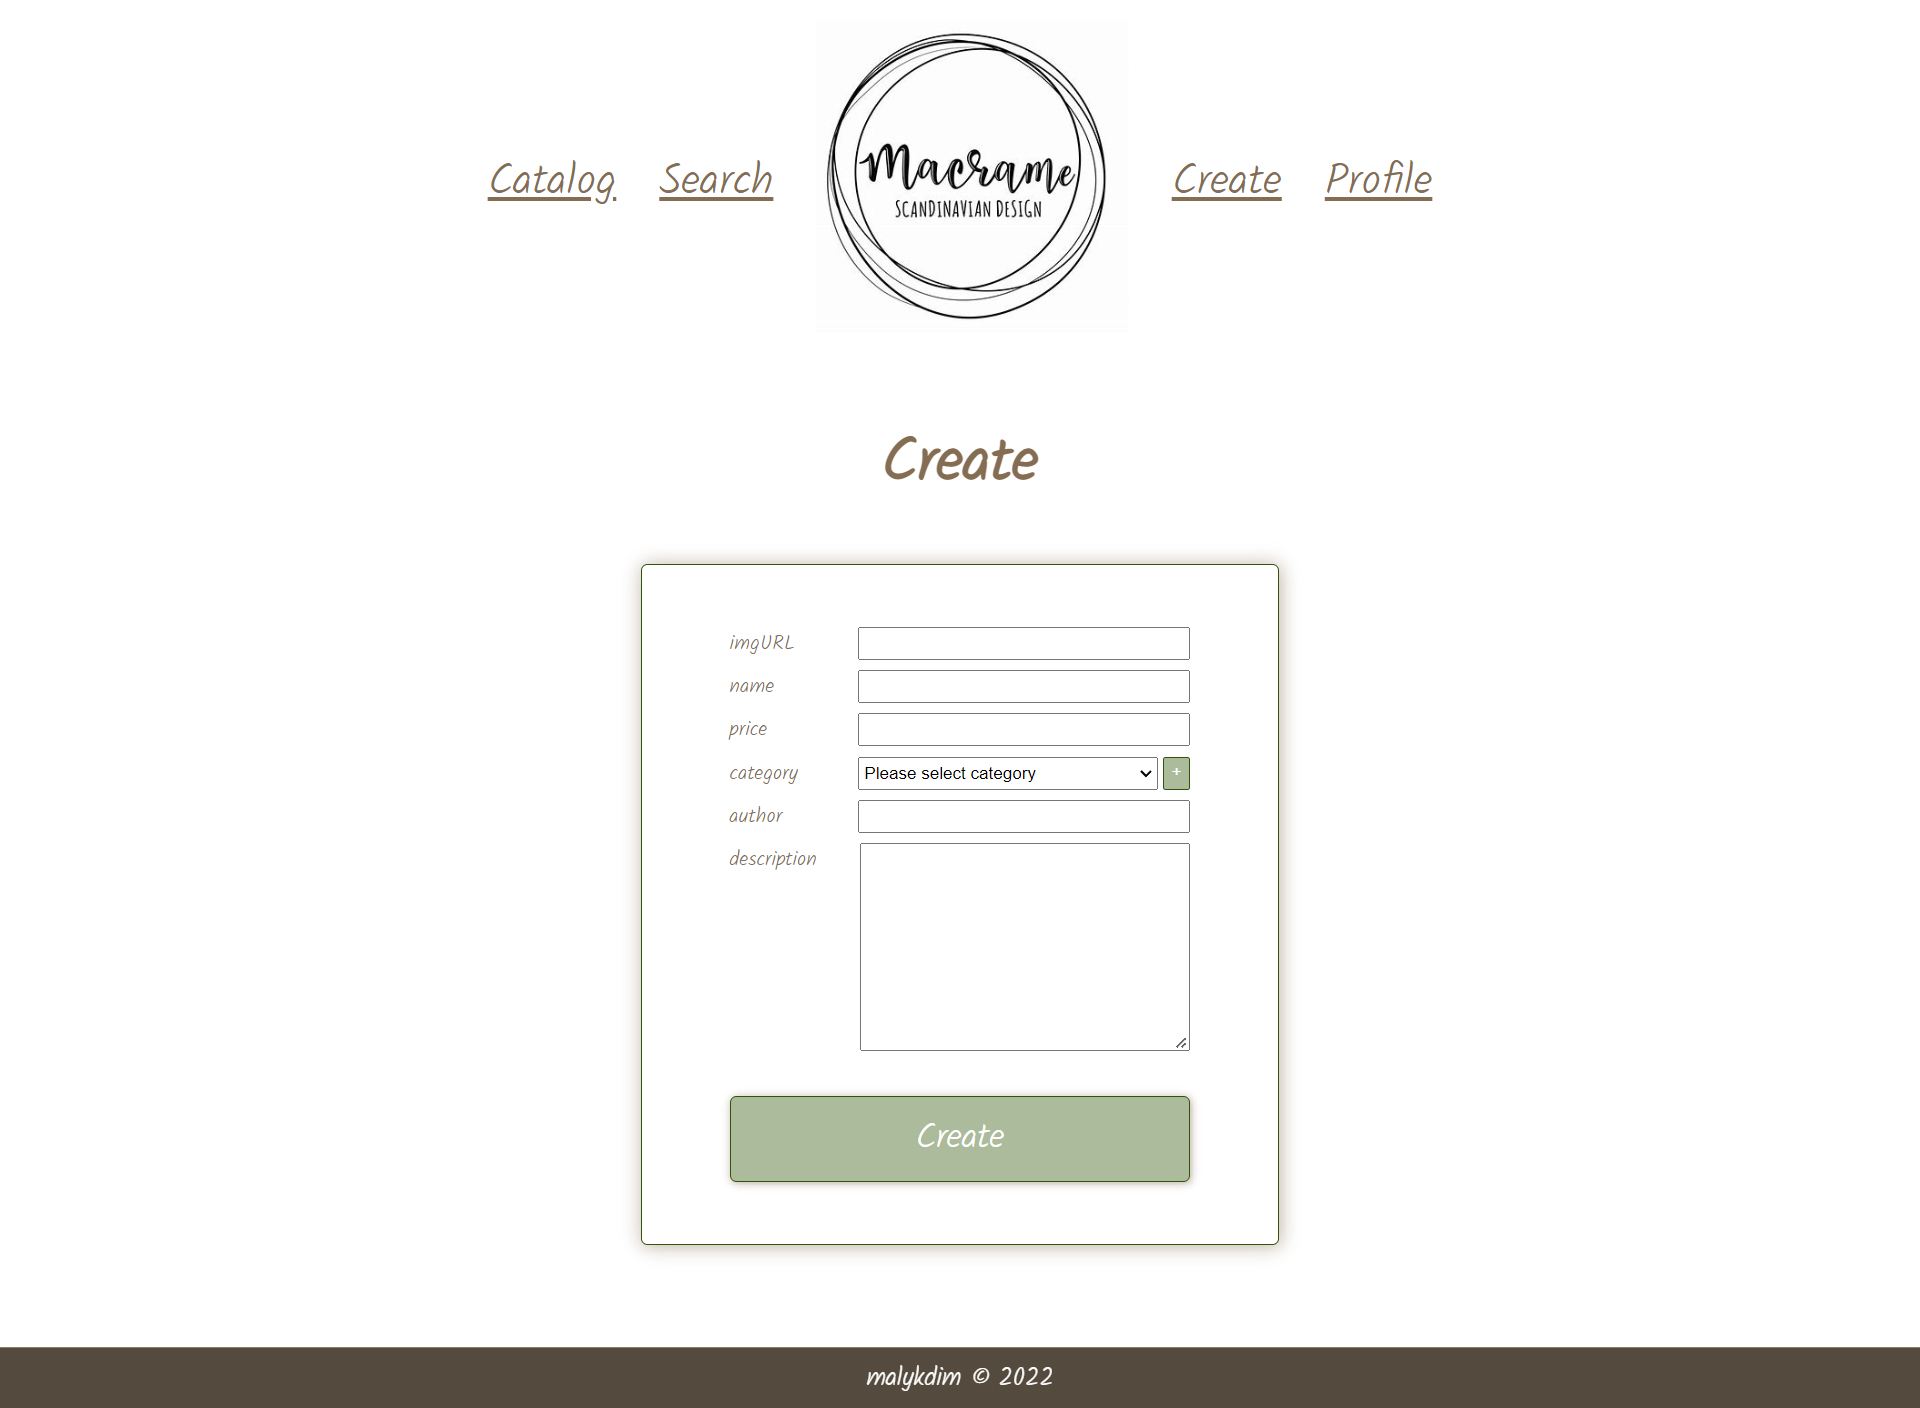 Catalog Search Macrame Create Profile
SCANDINAVIAN DESIGN
Create
imgURL
name
price
category Please select category +
author
description
Create
malykdim © 2022